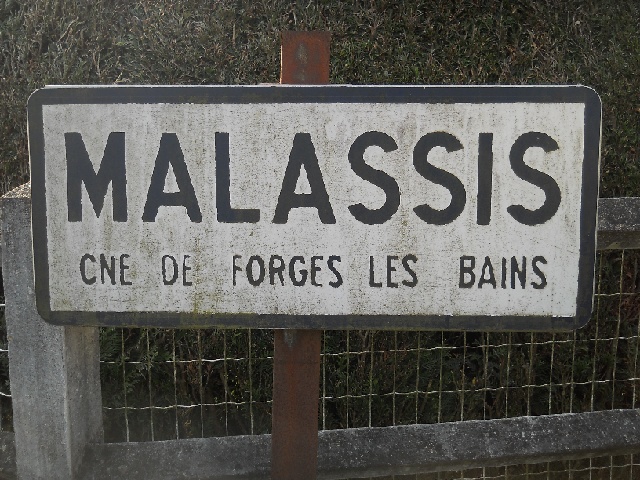 MALASSIS
CNE DE FORGES LES BAINS